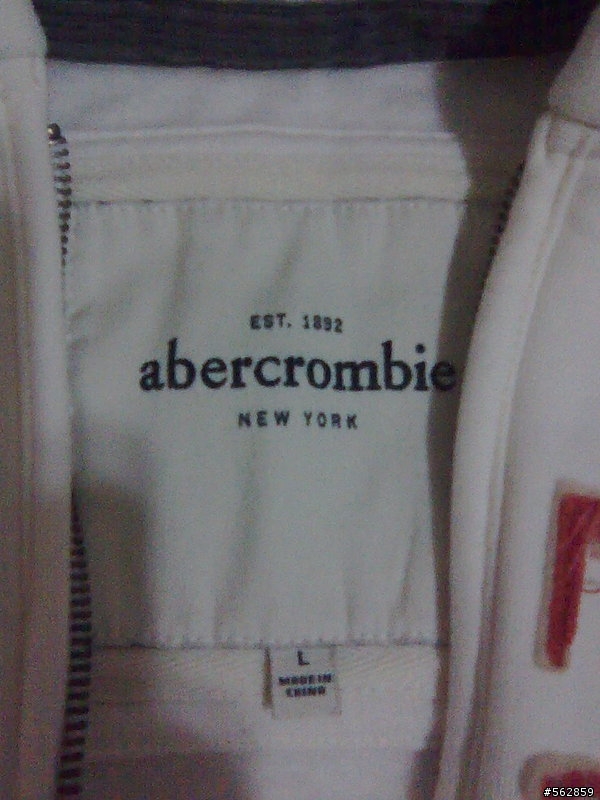 EST. 1892
abercrombie
NEW YORK
L
MADE IN
CHINA
#562859